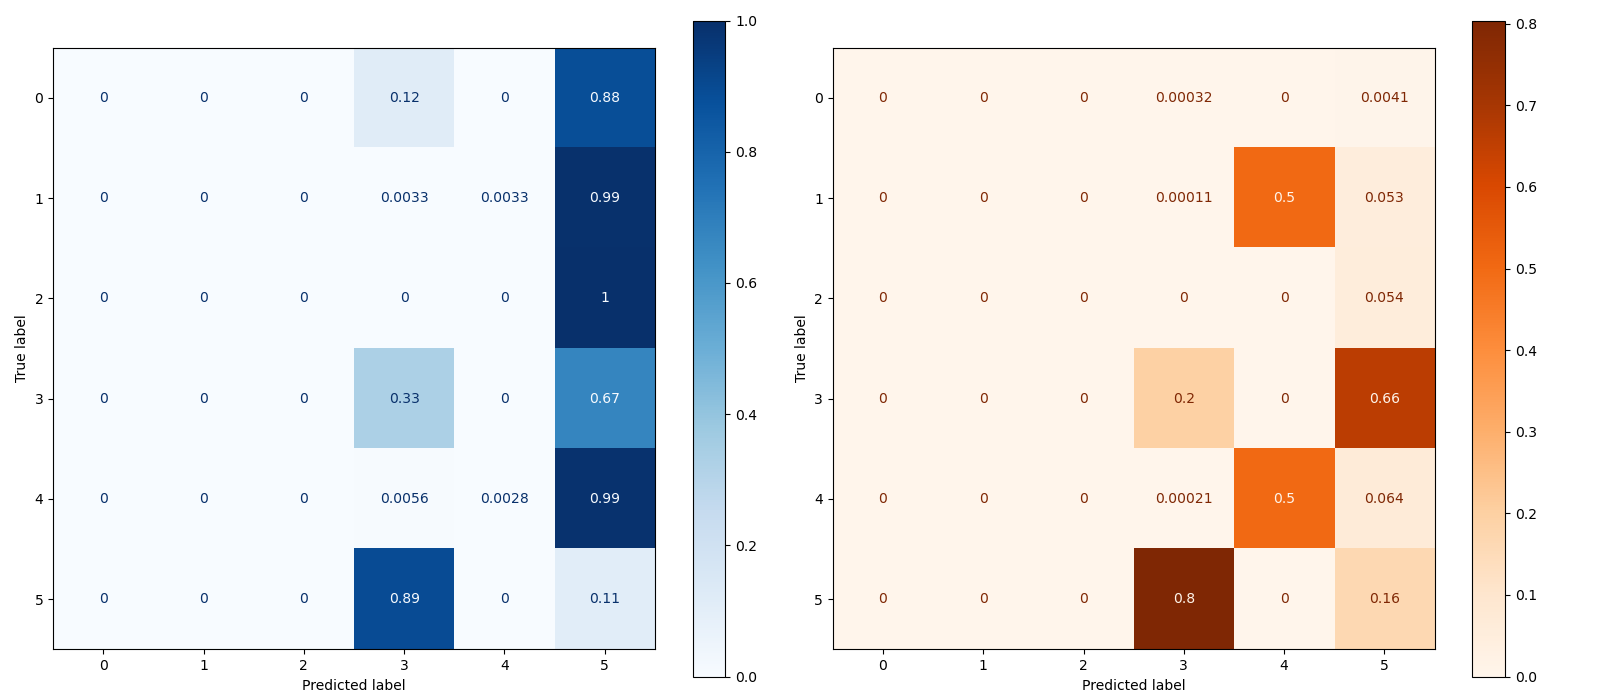 1.0
0.8
0 0 0 0 0.12 0 0.88
0 0 0 0 0.00032 0 0.0041
0.7
0.8
1 0 0 0 0.0033 0.0033 0.99
1 0 0 0 0.00011 0.5 0.053
0.6
0.6
0.5
2 0 0 0 0 0 1
2 0 0 0 0 0 0.054
True label
True label
0.4
3 0 0 0 0.33 0 0.67
3 0 0 0 0.2 0 0.66
0.4
0.3
4 0 0 0 0.0056 0.0028 0.99
4 0 0 0 0.00021 0.5 0.064
0.2
0.2
5 0 0 0 0.89 0 0.11
5 0 0 0 0.8 0 0.16
0.1
0.0
0.0
0 1 2 3 4 5
0 1 2 3 4 5
Predicted label
Predicted label